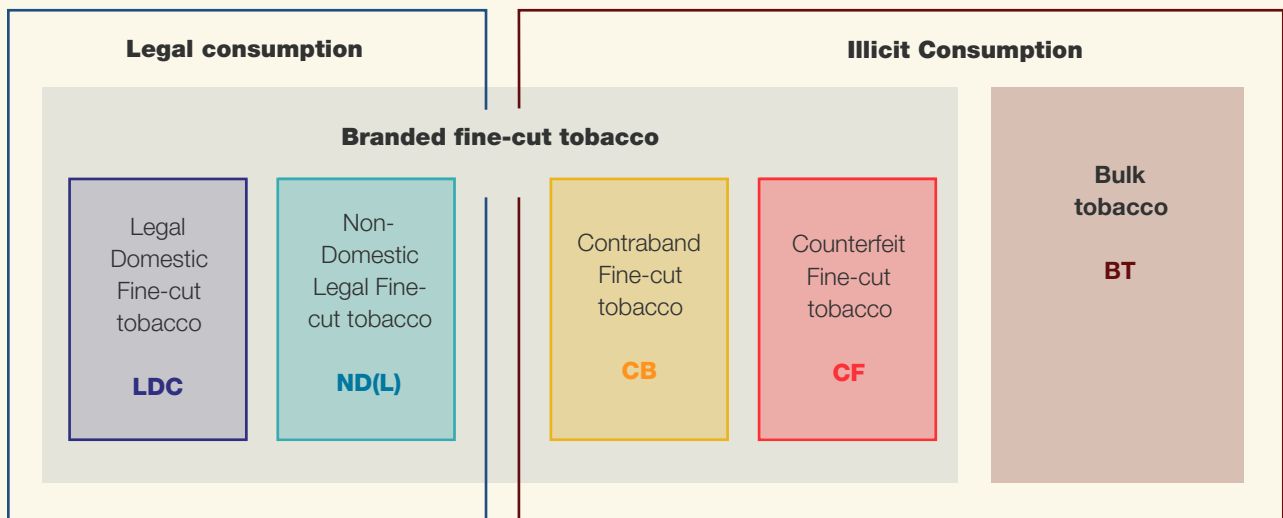 Legal consumption
Illicit Consumption
Branded fine-cut tobacco
Legal
Domestic
Fine-cut
tobacco
LDC
Non-
Domestic
Legal Fine-
cut tobacco
ND(L)
Contraband
Fine-cut
tobacco
CB
Counterfeit
Fine-cut
tobacco
CF
Bulk
tobacco
BT